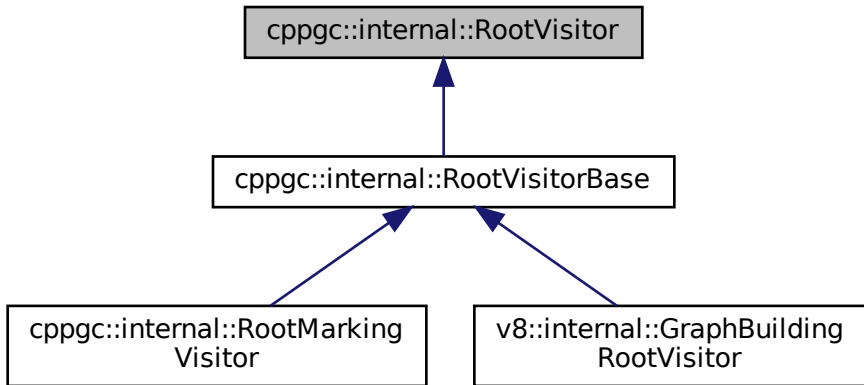 cppgc::internal::RootVisitor
cppgc::internal::RootVisitorBase
cppgc::internal::RootMarking
Visitor
v8::internal::GraphBuilding
RootVisitor